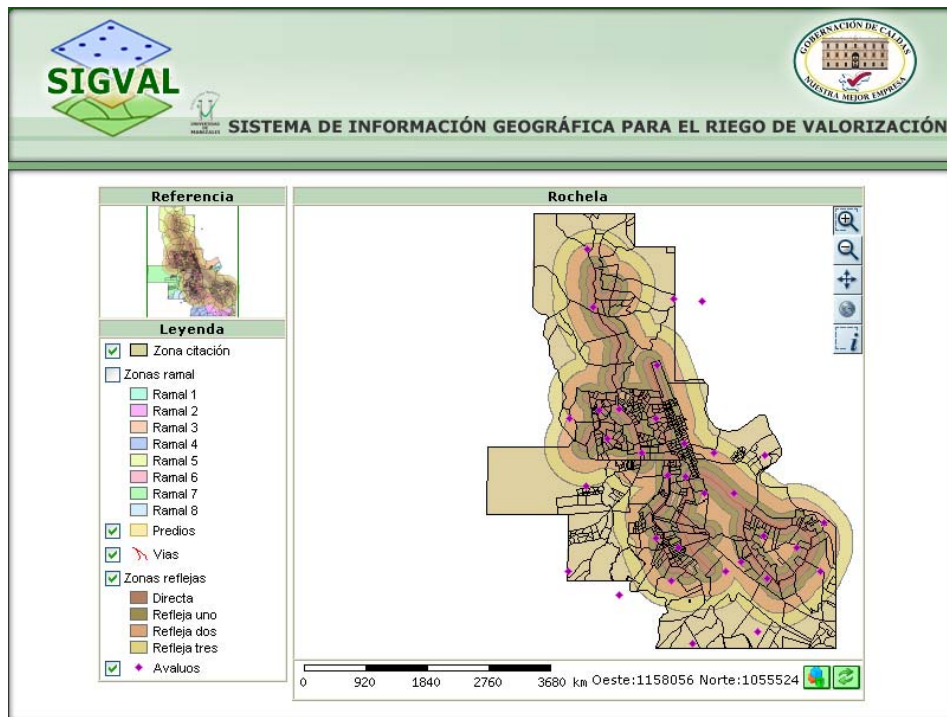 SIGVAL
UNIVERSIDAD
DE
MANIZALES
GOBERNACIÓN DE CALDAS
NUESTRA MEJOR EMPRESA
SISTEMA DE INFORMACIÓN GEOGRÁFICA PARA EL RIEGO DE VALORIZACIÓN
Referencia
Rochela
Leyenda
Zona citación
Zonas ramal
Ramal 1
Ramal 2
Ramal 3
Ramal 4
Ramal 5
Ramal 6
Ramal 7
Ramal 8
Predios
Vias
Zonas reflejas
Directa
Refleja uno
Refleja dos
Refleja tres
Avaluos
i
0 920 1840 2760 3680 km Oeste:1158056 Norte:1055524